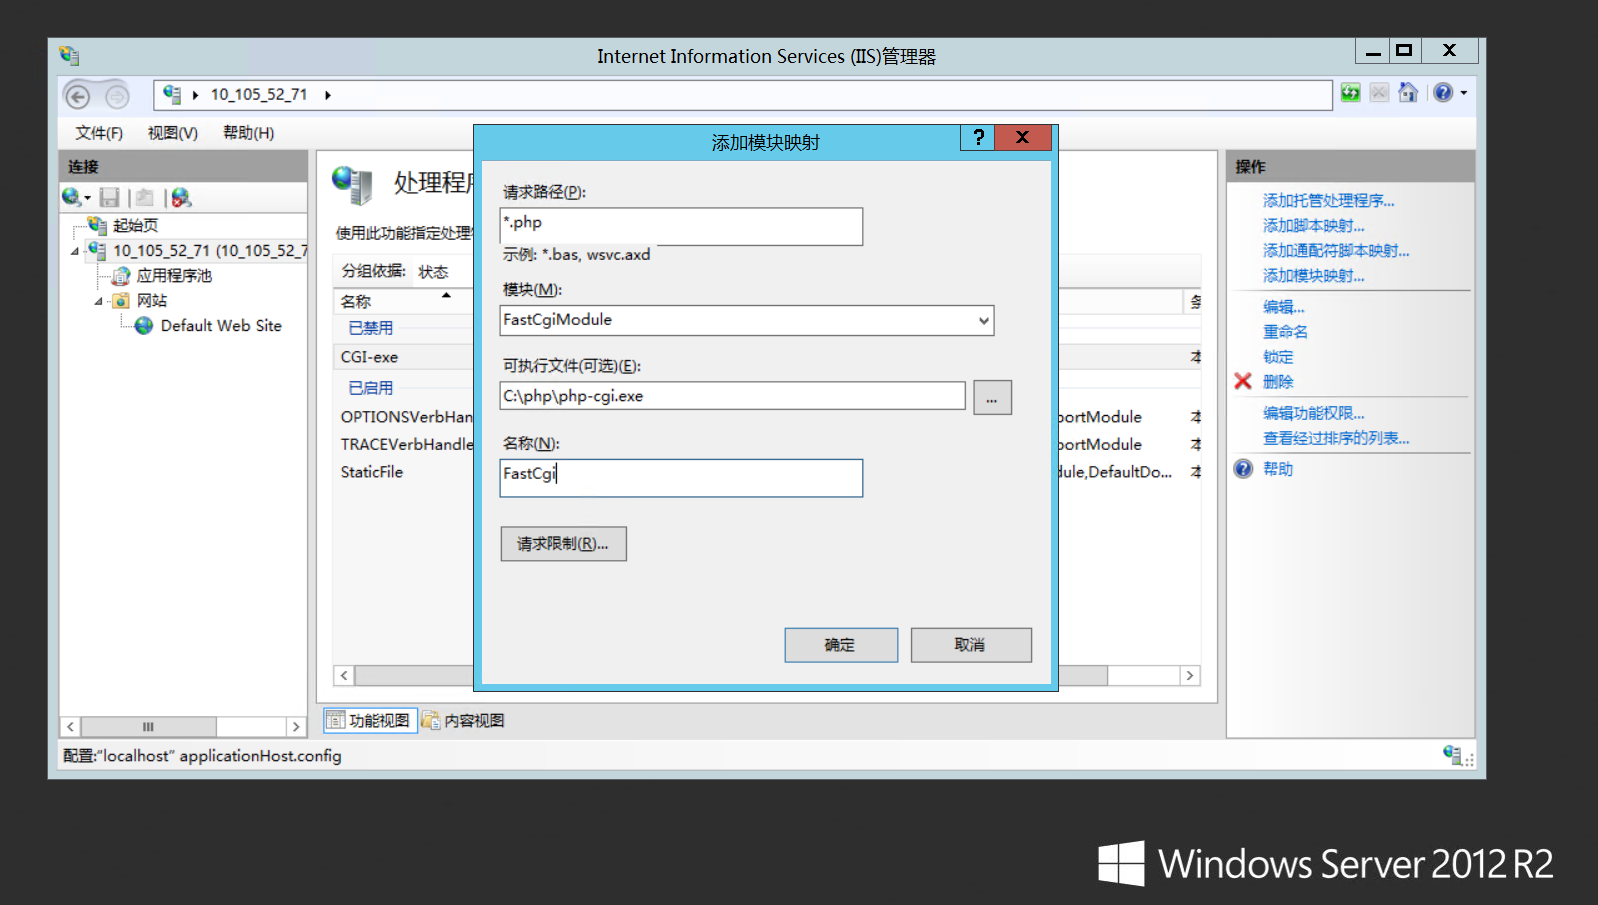 Internet Information Services (IIS)管理器
10_105_52_71
文件(F) 视图(V) 帮助(H)
连接
起始页
10_105_52_71 (10_105_52_7
应用程序池
网站
Default Web Site
处理程序
使用此功能指定处理
分组依据: 状态
名称
已禁用
CGI-exe
已启用
OPTIONSVerbHan
portModule
本
TRACEVerbHandle
portModule
本
StaticFile
dule,DefaultDo...
本
功能视图 内容视图
配置:"localhost" applicationHost.config
添加模块映射
?
X
请求路径(P):
*.php
示例: *.bas, wsvc.axd
模块(M):
FastCgiModule
可执行文件(可选)(E):
C:\php\php-cgi.exe
...
名称(N):
FastCgi
请求限制(R)...
确定
取消
操作
添加托管处理程序...
添加脚本映射...
添加通配符脚本映射...
添加模块映射...
编辑...
重命名
锁定
删除
编辑功能权限...
查看经过排序的列表...
帮助
Windows Server 2012 R2